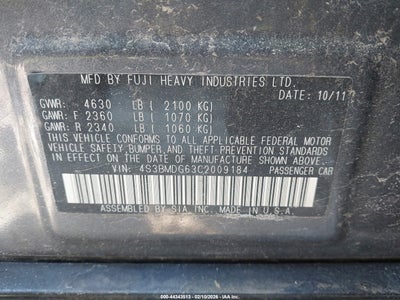 MFD BY FUJI HEAVY INDUSTRIES LTD.
DATE: 10/11
GVWR: 4630 LB ( 2100 KG)
GAWR: F 2360 LB ( 1070 KG)
GAWR: R 2340 LB ( 1060 KG)
THIS VEHICLE CONFORMS TO ALL APPLICABLE FEDERAL MOTOR
VEHICLE SAFETY, BUMPER, AND THEFT PREVENTION STANDARDS
IN EFFECT ON THE DATE OF MANUFACTURE SHOWN ABOVE.
VIN: 4S3BMDG63C2009184 PASSENGER CAR
ASSEMBLED BY SIA, INC. MADE IN U.S.A.
000-44343513 - 02/10/2026 - IAA Inc.